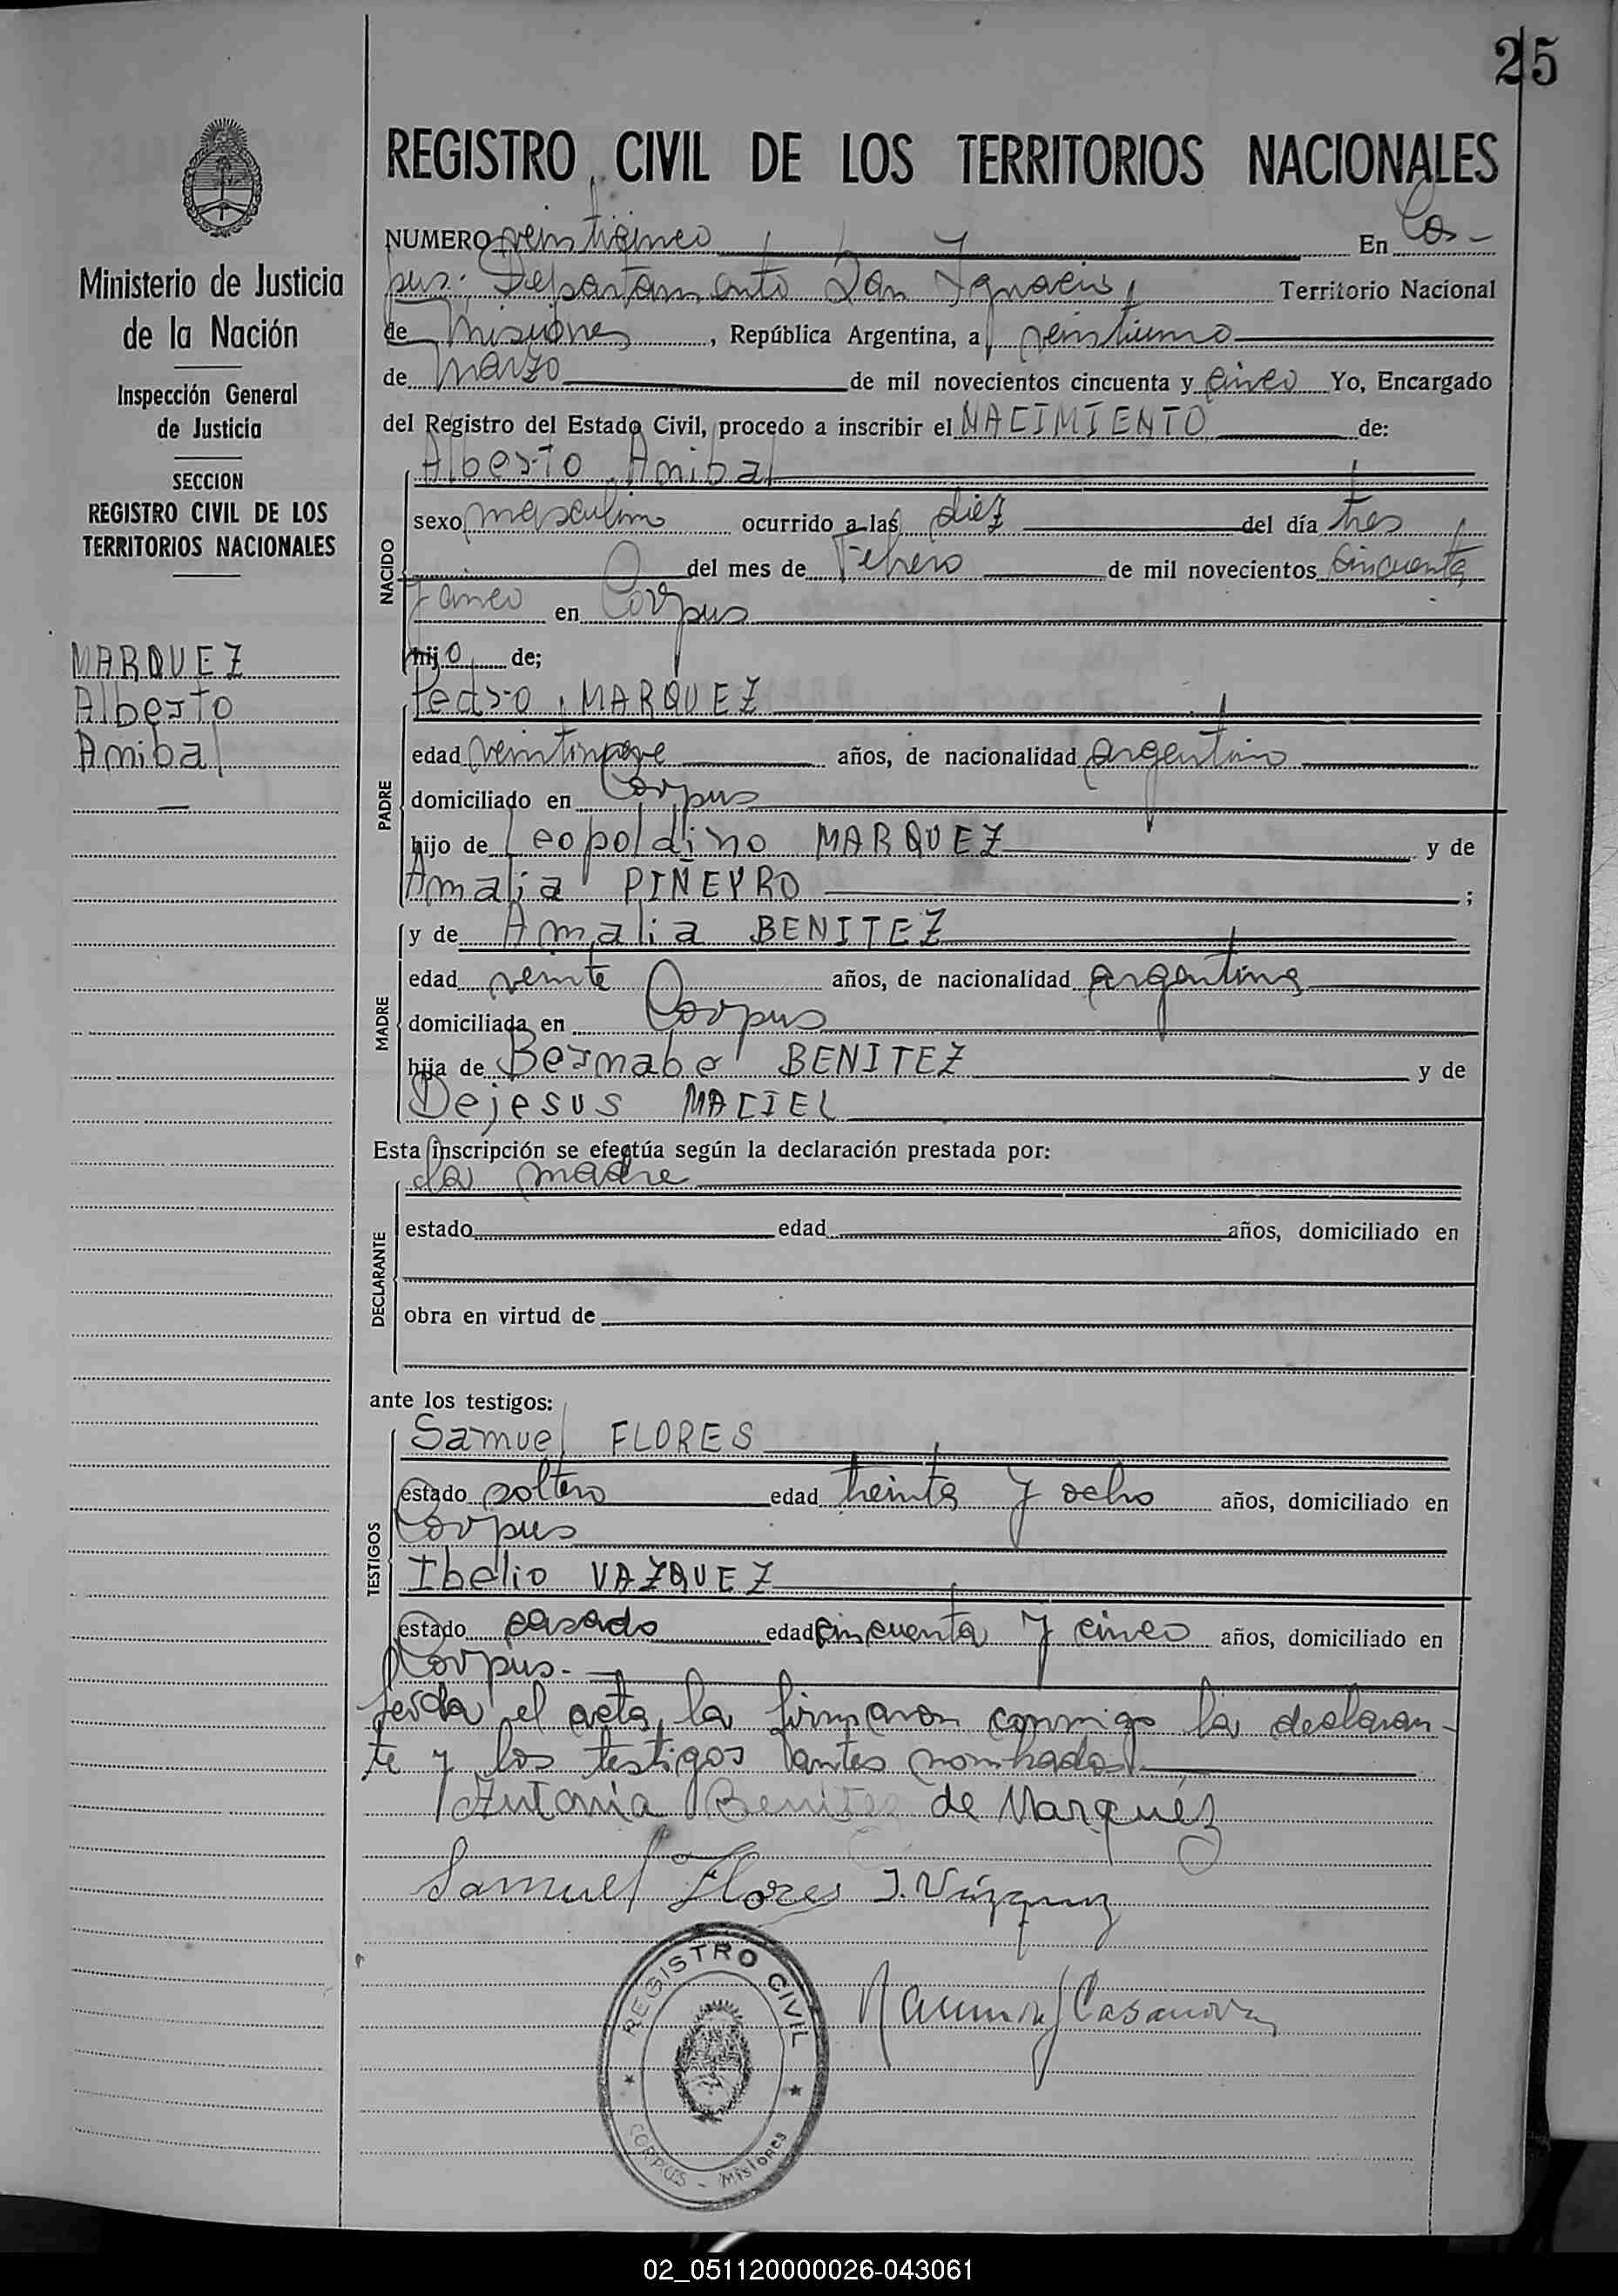 25
REGISTRO CIVIL DE LOS TERRITORIOS NACIONALES
Ministerio de Justicia
de la Nación
Inspección General
de Justicia
SECCION
REGISTRO CIVIL DE LOS
TERRITORIOS NACIONALES
MARQUEZ
Alberto
Anibal
NUMERO veinticinco En Cor-
pus. Departamento San Ignacio, Territorio Nacional
de Misiones, República Argentina, a veintiuno
de marzo de mil novecientos cincuenta y cinco Yo, Encargado
del Registro del Estado Civil, procedo a inscribir el NACIMIENTO de:
NACIDO
Alberto Anibal
sexo masculino ocurrido a las diez del día tres
del mes de Febrero de mil novecientos cincuenta
y cinco en Corpus
hijo de;
PADRE
Pedro MARQUEZ
edad veintinueve años, de nacionalidad argentino
domiciliado en Corpus
hijo de Leopoldino MARQUEZ y de
Amalia PIÑEYRO ;
MADRE
y de Amalia BENITEZ
edad veinte años, de nacionalidad argentina
domiciliada en Corpus
hija de Bernabe BENITEZ y de
Dejesus MACIEL
Esta inscripción se efectúa según la declaración prestada por:
DECLARANTE
la madre
estado edad años, domiciliado en
obra en virtud de
ante los testigos:
TESTIGOS
Samuel FLORES
estado soltero edad treinta y ocho años, domiciliado en
Corpus
Ibelio VAZQUEZ
estado casado edad cincuenta y cinco años, domiciliado en
Corpus.-
Leida el acta, la firmaron conmigo la declaran-
te y los testigos antes nombrados
Antonia Benitez de Marquéz
Samuel Flores I. Vázquez
Casanova
REGISTRO CIVIL
CORPUS - Misiones
02_051120000026-043061